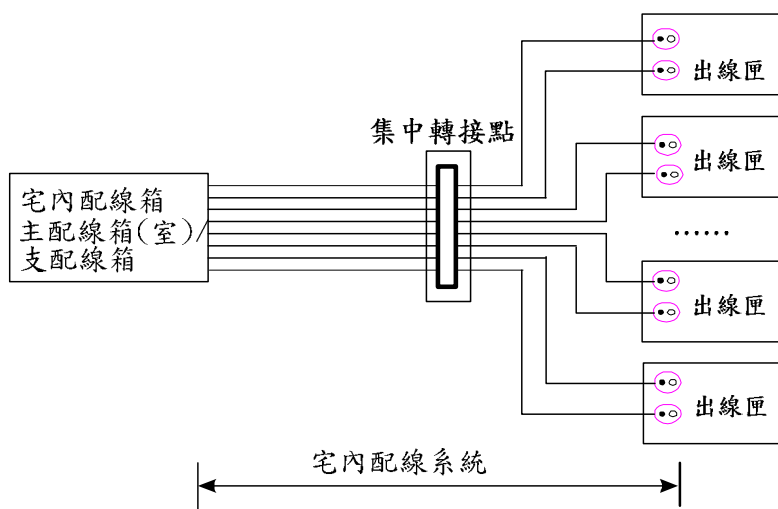 出線匣
集中轉接點
出線匣
宅內配線箱
主配線箱(室)/
支配線箱
......
出線匣
出線匣
宅內配線系統